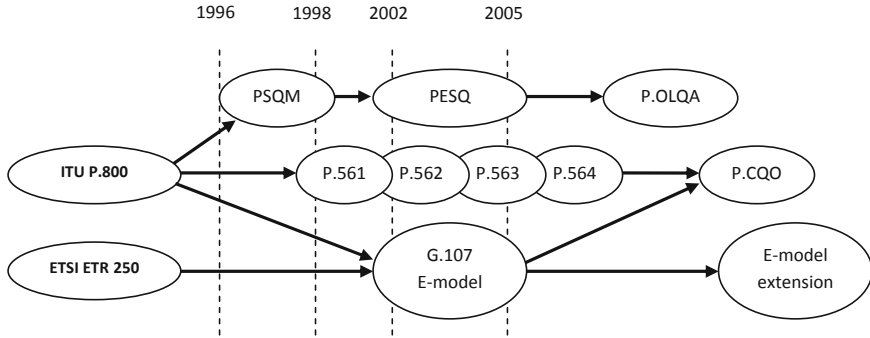 1996 1998 2002 2005
PSQM PESQ P.OLQA
ITU P.800 P.561 P.562 P.563 P.564 P.CQO
ETSI ETR 250 G.107 E-model E-model extension